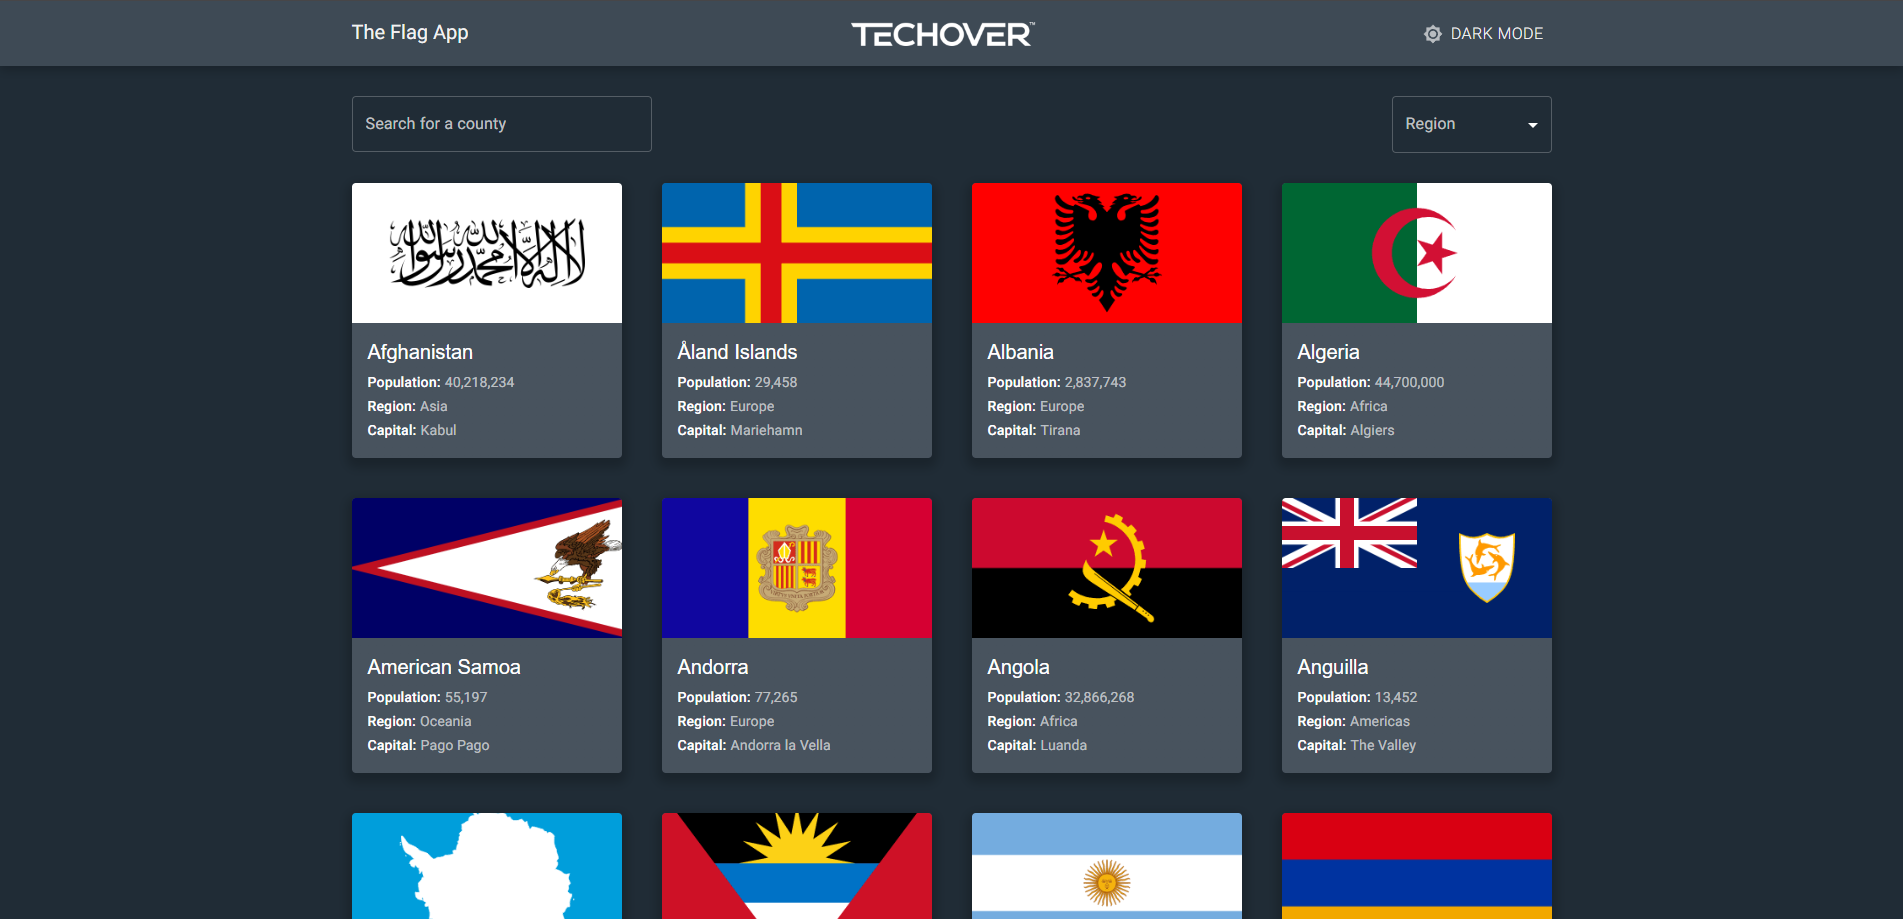 The Flag App
TECHOVER™
DARK MODE
Search for a county
Region
لا إله إلا الله محمد رسول الله
Afghanistan
Population: 40,218,234
Region: Asia
Capital: Kabul
Åland Islands
Population: 29,458
Region: Europe
Capital: Mariehamn
Albania
Population: 2,837,743
Region: Europe
Capital: Tirana
Algeria
Population: 44,700,000
Region: Africa
Capital: Algiers
American Samoa
Population: 55,197
Region: Oceania
Capital: Pago Pago
Andorra
Population: 77,265
Region: Europe
Capital: Andorra la Vella
Angola
Population: 32,866,268
Region: Africa
Capital: Luanda
Anguilla
Population: 13,452
Region: Americas
Capital: The Valley